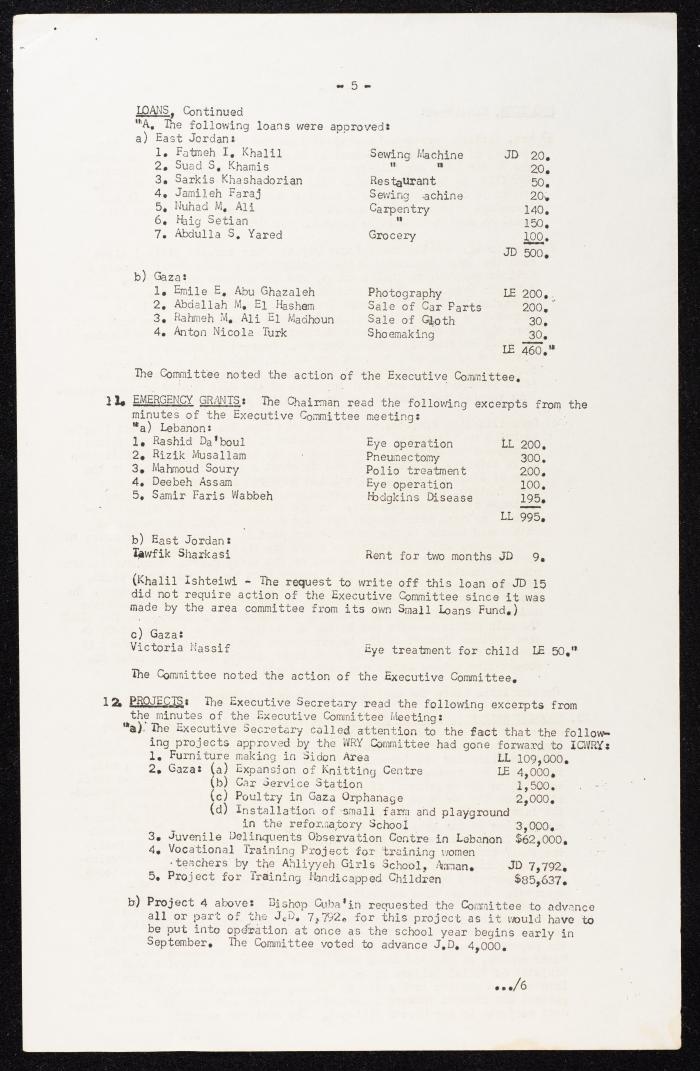 - 5 -
LOANS, Continued
"A. The following loans were approved:
a) East Jordan:
1. Fatmeh I. Khalil Sewing Machine JD 20.
2. Suad S. Khamis " " 20.
3. Sarkis Khashadorian Restaurant 50.
4. Jamileh Faraj Sewing achine 20.
5. Nuhad M. Ali Carpentry 140.
6. Haig Setian " 150.
7. Abdulla S. Yared Grocery 100.
JD 500.
b) Gaza:
1. Emile E. Abu Ghazaleh Photography LE 200.
2. Abdallah M. El Hashem Sale of Car Parts 200.
3. Rahmeh M. Ali El Madhoun Sale of Cloth 30.
4. Anton Nicola Turk Shoemaking 30.
LE 460."
The Committee noted the action of the Executive Committee.
11. EMERGENCY GRANTS: The Chairman read the following excerpts from the
minutes of the Executive Committee meeting:
"a) Lebanon:
1. Rashid Da'boul Eye operation LL 200.
2. Rizik Musallam Pneumectomy 300.
3. Mahmoud Soury Polio treatment 200.
4. Deebeh Assam Eye operation 100.
5. Samir Faris Wabbeh Hodgkins Disease 195.
LL 995.
b) East Jordan:
Tawfik Sharkasi Rent for two months JD 9.
(Khalil Ishteiwi - The request to write off this loan of JD 15
did not require action of the Executive Committee since it was
made by the area committee from its own Small Loans Fund.)
c) Gaza:
Victoria Nassif Eye treatment for child LE 50."
The Committee noted the action of the Executive Committee.
12. PROJECTS: The Executive Secretary read the following excerpts from
the minutes of the Executive Committee Meeting:
"a) The Executive Secretary called attention to the fact that the follow-
ing projects approved by the WRY Committee had gone forward to ICWRY:
1. Furniture making in Sidon Area LL 109,000.
2. Gaza: (a) Expansion of Knitting Centre LE 4,000.
(b) Car Service Station 1,500.
(c) Poultry in Gaza Orphanage 2,000.
(d) Installation of small farm and playground
in the reformatory School 3,000.
3. Juvenile Delinquents Observation Centre in Lebanon $62,000.
4. Vocational Training Project for training women
teachers by the Ahliyyeh Girls School, Amman. JD 7,792.
5. Project for Training Handicapped Children $85,637.
b) Project 4 above: Bishop Cuba'in requested the Committee to advance
all or part of the J.D. 7,792. for this project as it would have to
be put into operation at once as the school year begins early in
September. The Committee voted to advance J.D. 4,000.
.../6